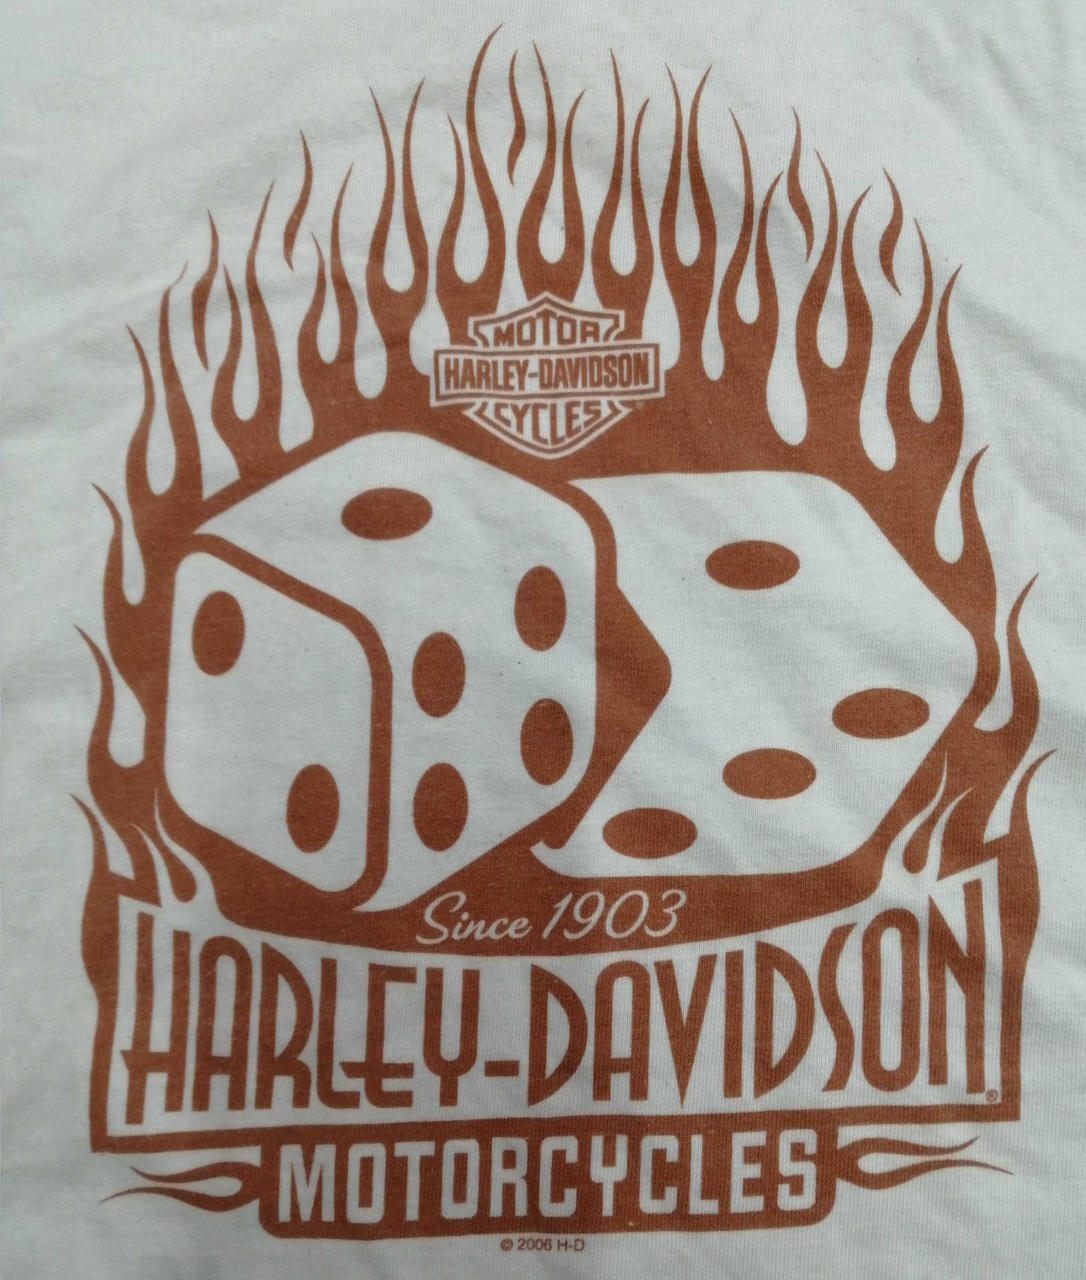 MOTOR
HARLEY-DAVIDSON
CYCLES
Since 1903
HARLEY-DAVIDSON®
MOTORCYCLES
© 2006 H-D